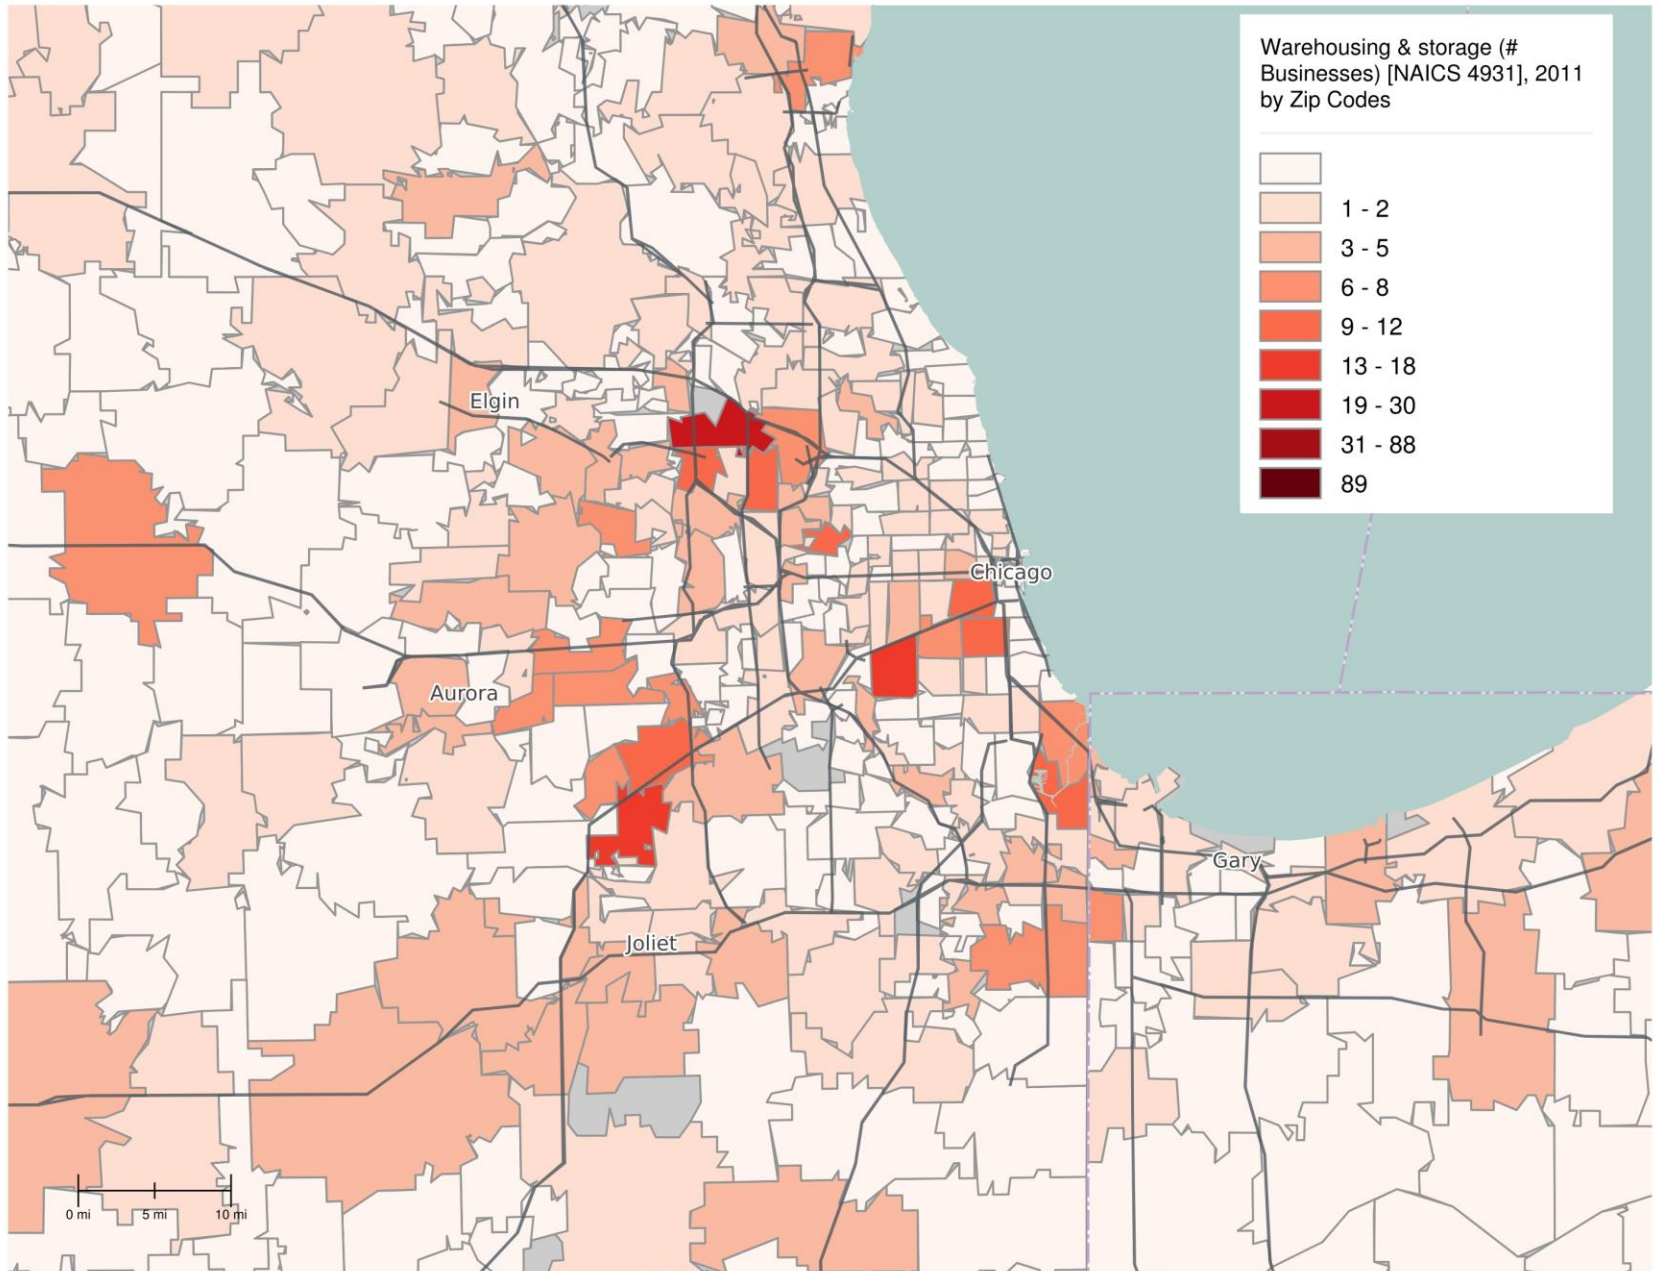 Warehousing & storage (#
Businesses) [NAICS 4931], 2011
by Zip Codes
1 - 2
3 - 5
6 - 8
9 - 12
13 - 18
19 - 30
31 - 88
89
Elgin
Chicago
Aurora
Gary
Joliet
0 mi 5 mi 10 mi